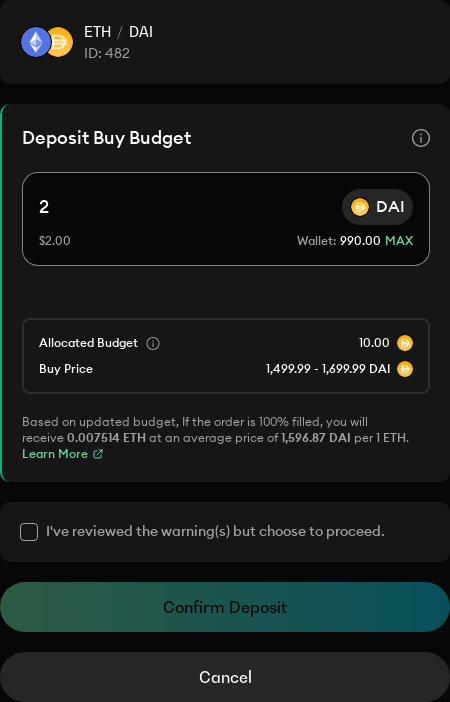 ETH / DAI
ID: 482
Deposit Buy Budget
2 DAI
$2.00 Wallet: 990.00 MAX
Allocated Budget 10.00
Buy Price 1,499.99 - 1,699.99 DAI
Based on updated budget, If the order is 100% filled, you will
receive 0.007514 ETH at an average price of 1,596.87 DAI per 1 ETH.
Learn More
I've reviewed the warning(s) but choose to proceed.
Confirm Deposit
Cancel